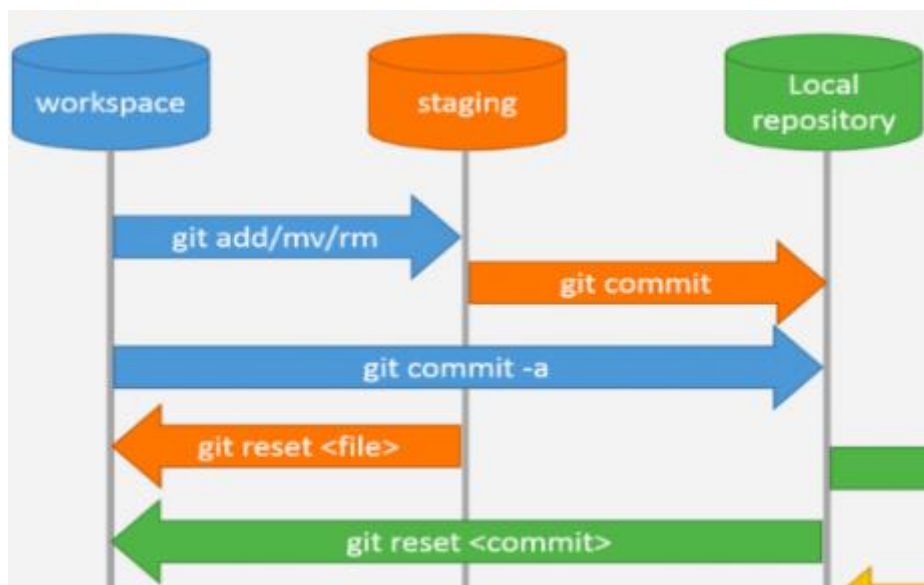 workspace
staging
Local
repository
git add/mv/rm
git commit
git commit -a
git reset <file>
git reset <commit>